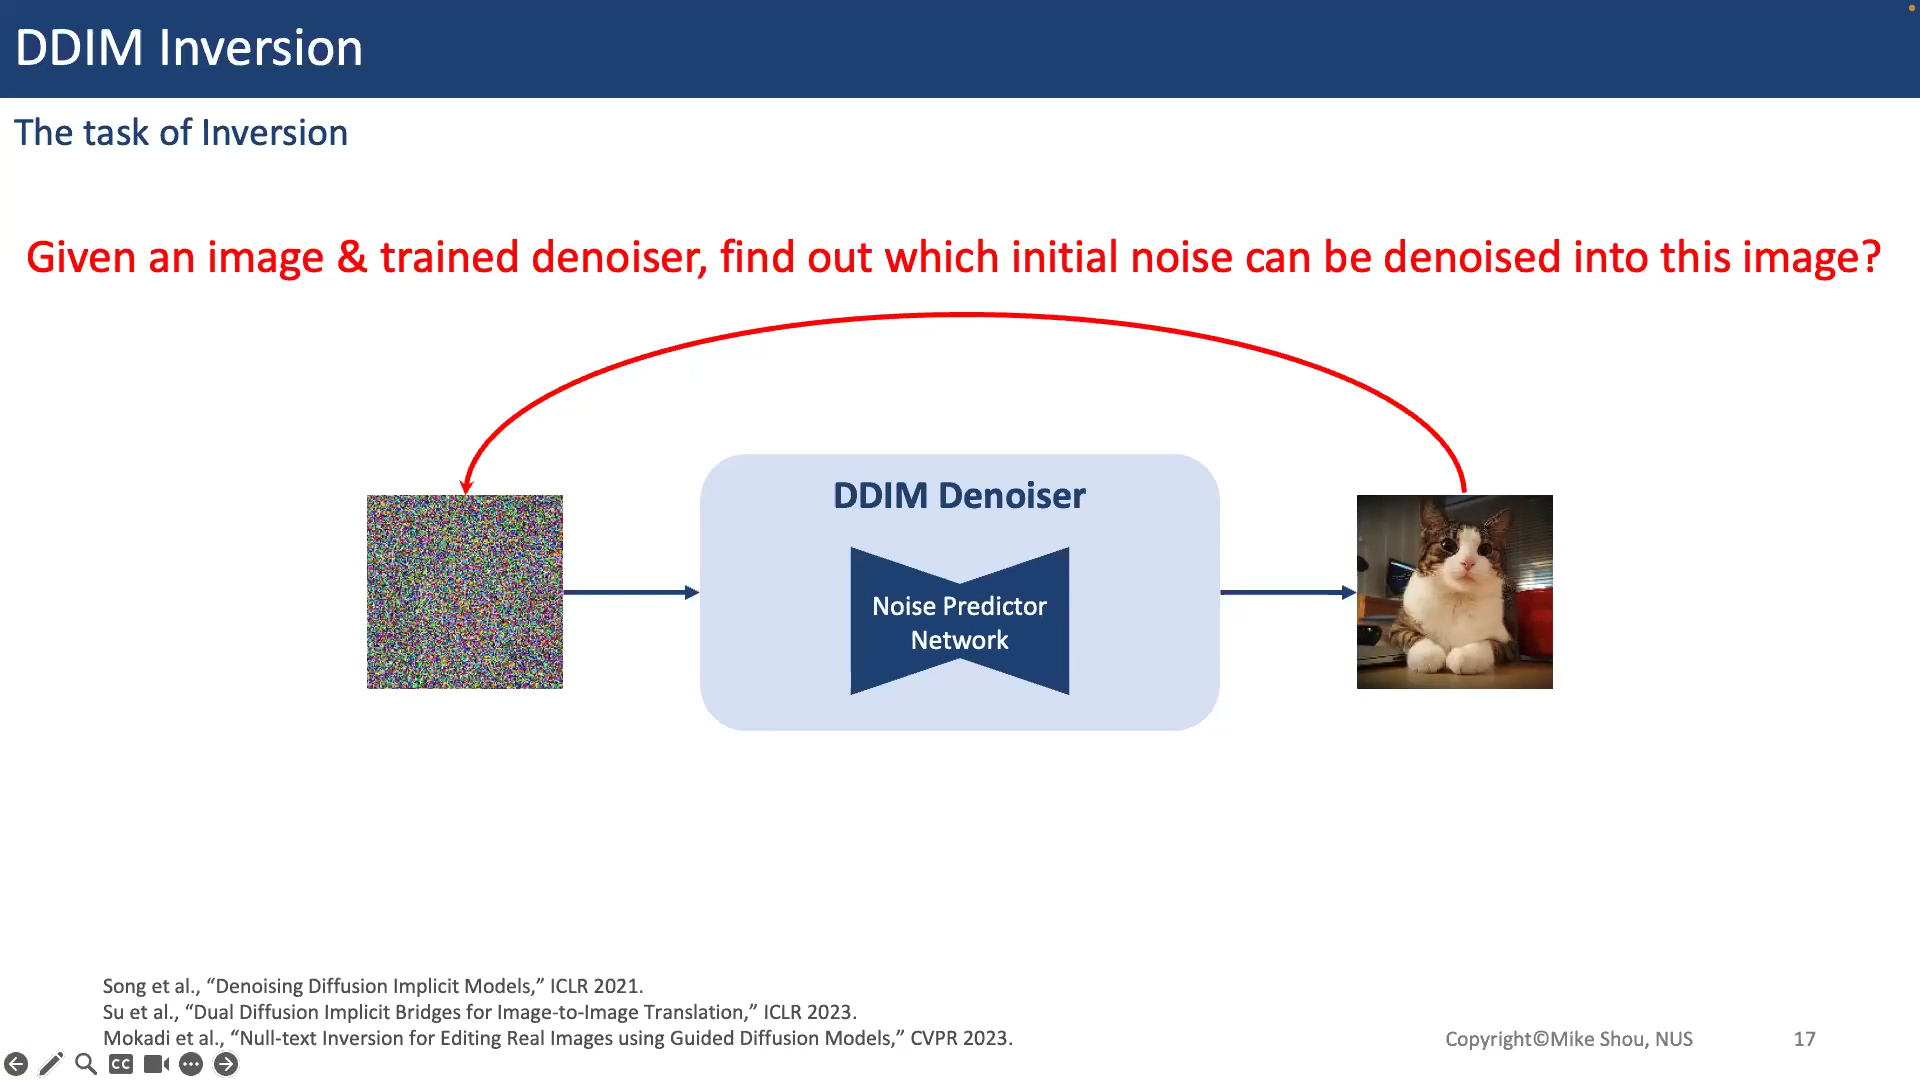 DDIM Inversion
The task of Inversion
Given an image & trained denoiser, find out which initial noise can be denoised into this image?
DDIM Denoiser
Noise Predictor
Network
Song et al., “Denoising Diffusion Implicit Models,” ICLR 2021.
Su et al., “Dual Diffusion Implicit Bridges for Image-to-Image Translation,” ICLR 2023.
Mokadi et al., “Null-text Inversion for Editing Real Images using Guided Diffusion Models,” CVPR 2023.
Copyright©Mike Shou, NUS
17
CC